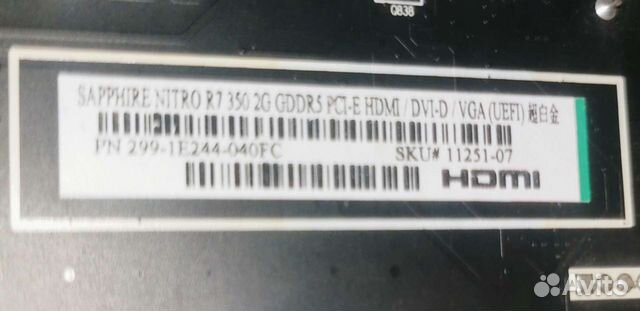 Q838
SAPPHIRE NITRO R7 350 2G GDDR5 PCI-E HDMI / DVI-D / VGA (UEFI) 超白金
PN 299-1E244-040FC SKU# 11251-07
HDMI
Avito